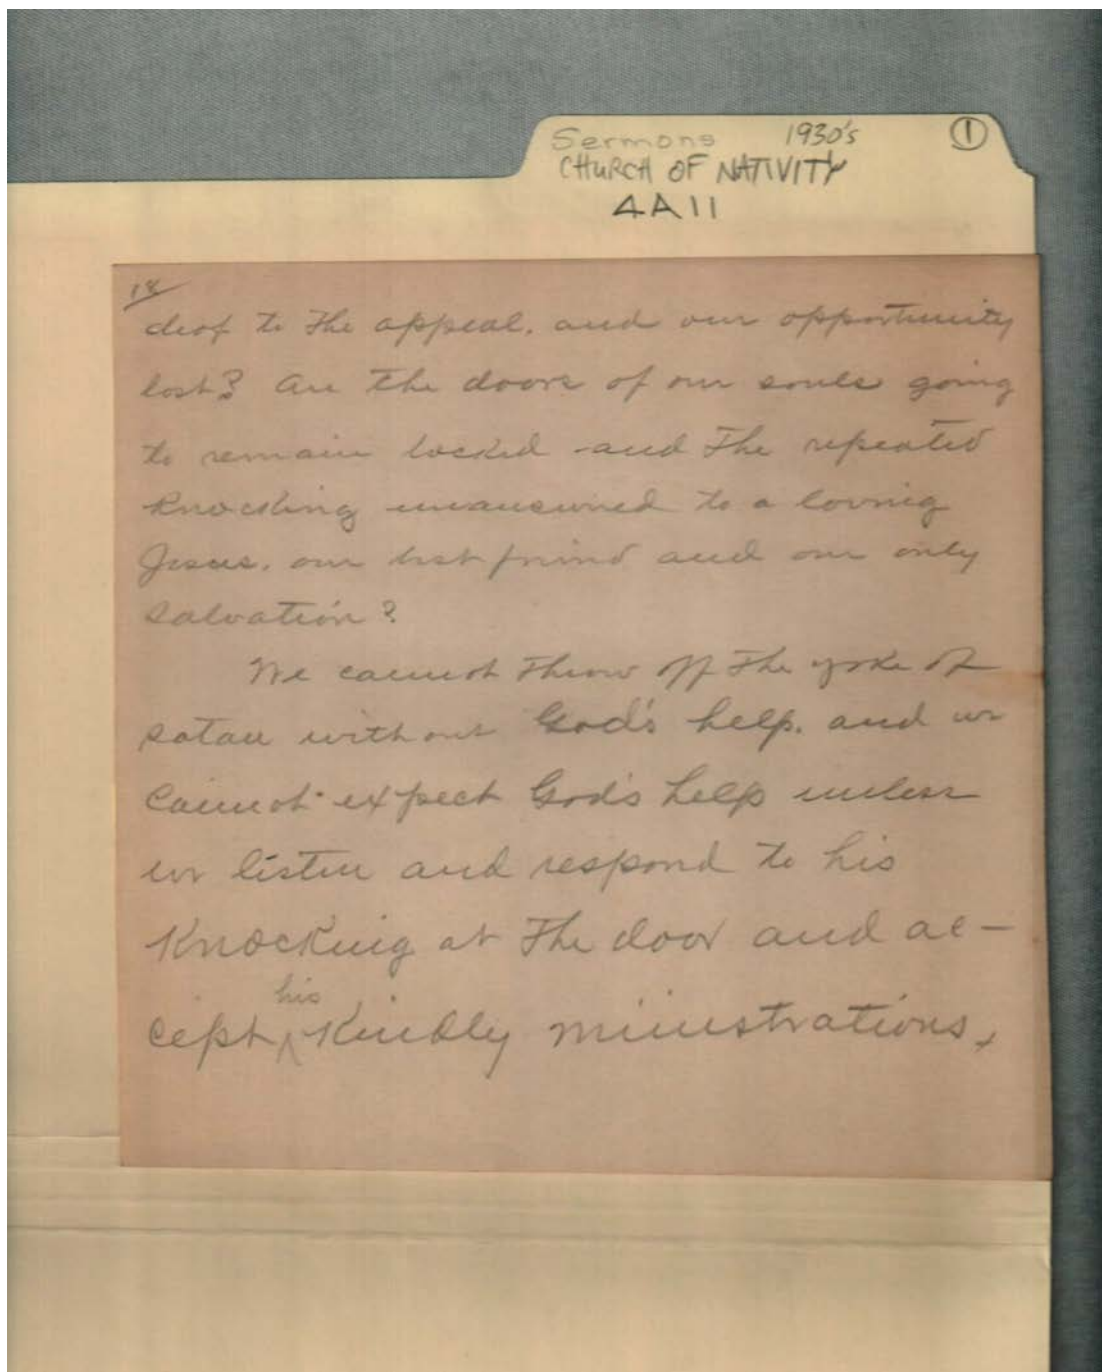 Sermons 1930's ①
CHURCH OF NATIVITY
4A11
deaf to the appeal, and our opportunity
lost? Are the doors of our souls going
to remain locked and the repeated
knocking unanswered to a loving
Jesus, our best friend and our only
salvation?
We cannot throw off the yoke of
satan without God's help, and we
cannot expect God's help unless
we listen and respond to his
knocking at the door and ac-
cept his kindly ministrations,